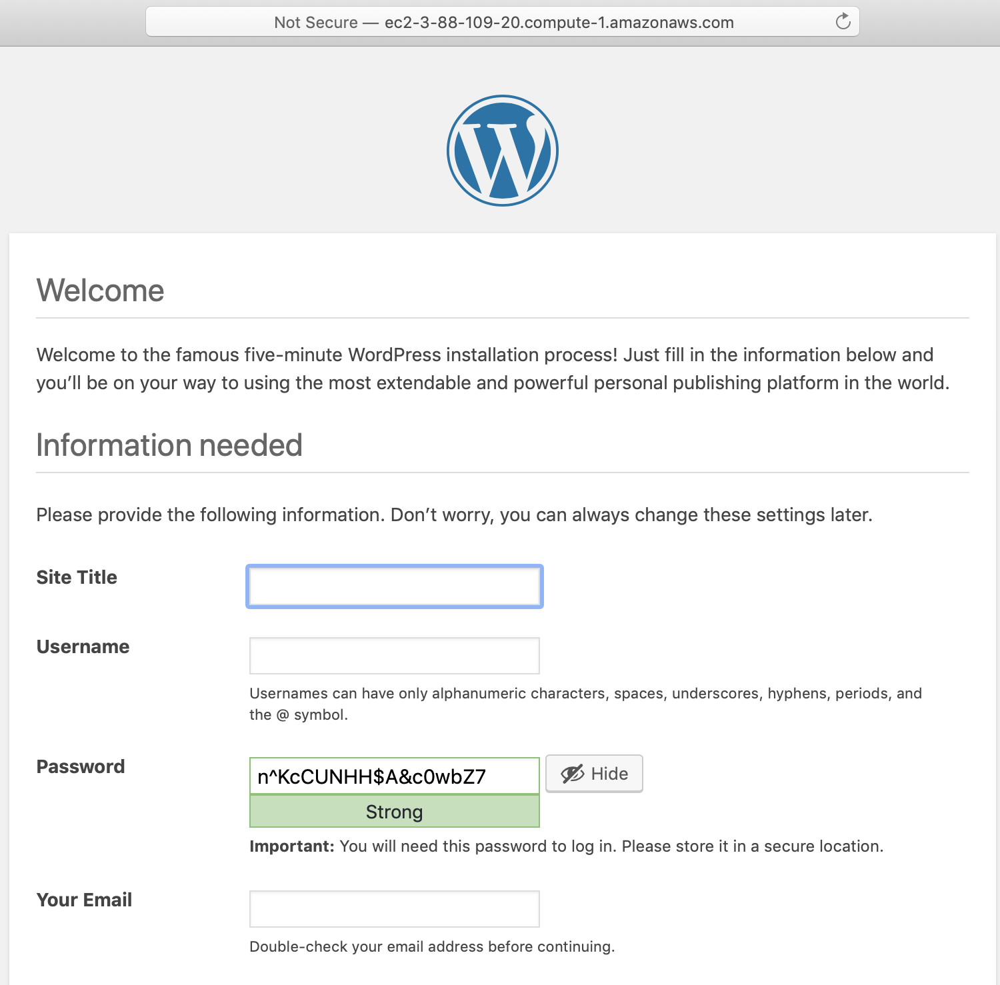 Not Secure — ec2-3-88-109-20.compute-1.amazonaws.com
Welcome
Welcome to the famous five-minute WordPress installation process! Just fill in the information below and
you’ll be on your way to using the most extendable and powerful personal publishing platform in the world.
Information needed
Please provide the following information. Don’t worry, you can always change these settings later.
Site Title
Username
Usernames can have only alphanumeric characters, spaces, underscores, hyphens, periods, and
the @ symbol.
Password
n^KcCUNHH$A&c0wbZ7
Hide
Strong
Important: You will need this password to log in. Please store it in a secure location.
Your Email
Double-check your email address before continuing.